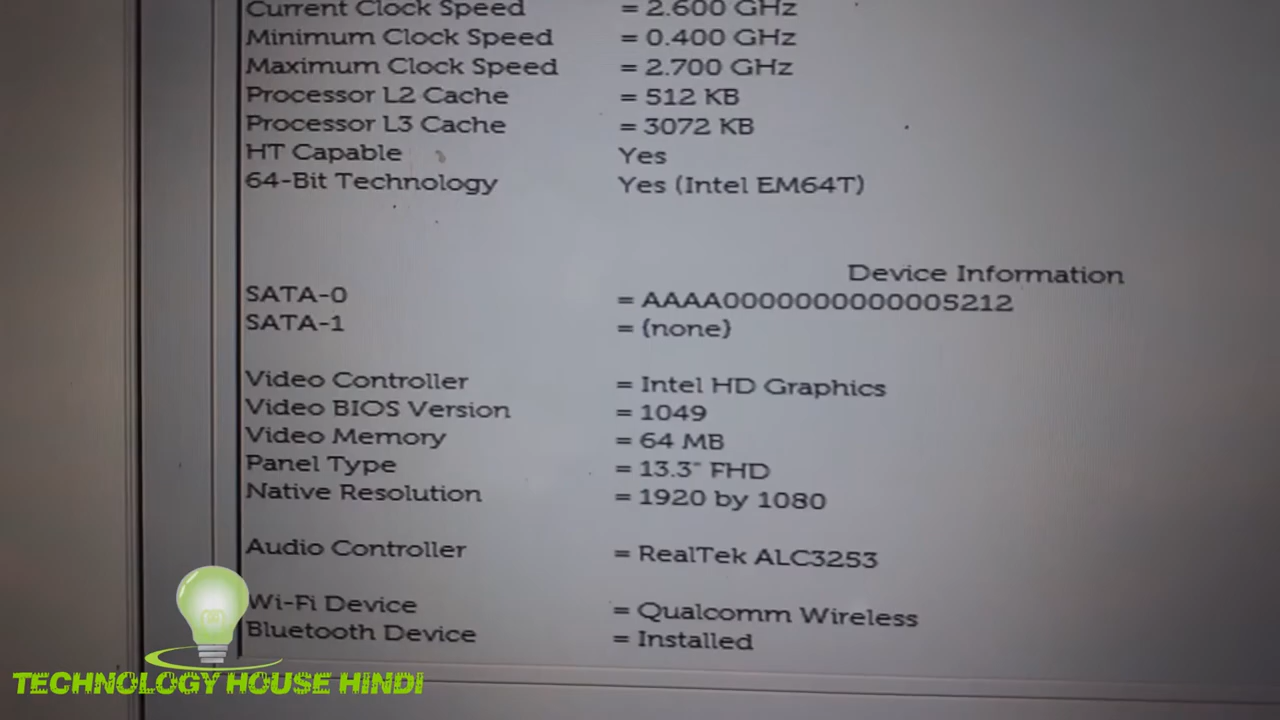 Current Clock Speed = 2.600 GHz
Minimum Clock Speed = 0.400 GHz
Maximum Clock Speed = 2.700 GHz
Processor L2 Cache = 512 KB
Processor L3 Cache = 3072 KB
HT Capable Yes
64-Bit Technology Yes (Intel EM64T)
Device Information
SATA-0 = AAAA0000000000005212
SATA-1 = {none}
Video Controller = Intel HD Graphics
Video BIOS Version = 1049
Video Memory = 64 MB
Panel Type = 13.3" FHD
Native Resolution = 1920 by 1080
Audio Controller = RealTek ALC3253
Wi-Fi Device = Qualcomm Wireless
Bluetooth Device = Installed
TECHNOLOGY HOUSE HINDI